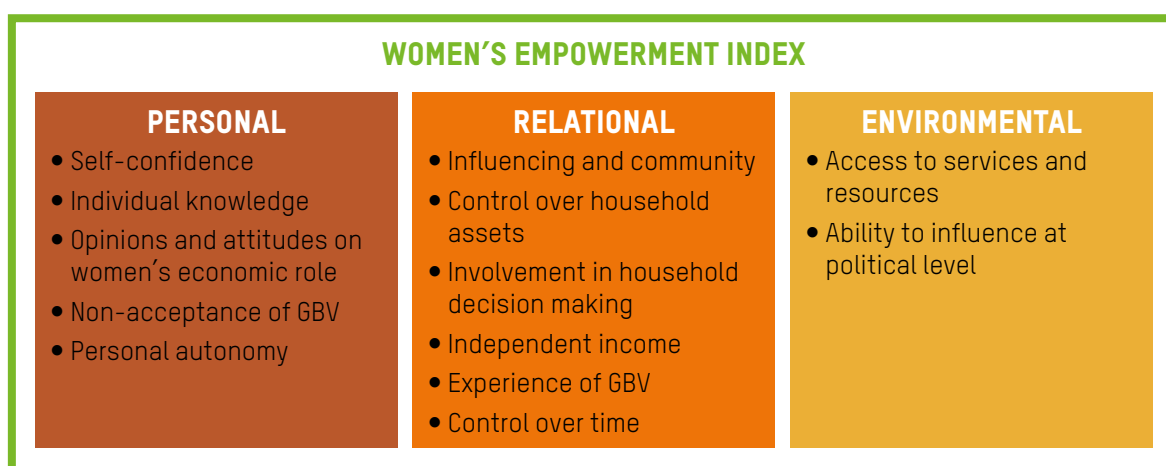 WOMEN’S EMPOWERMENT INDEX
PERSONAL
• Self-confidence
• Individual knowledge
• Opinions and attitudes on
women’s economic role
• Non-acceptance of GBV
• Personal autonomy
RELATIONAL
• Influencing and community
• Control over household
assets
• Involvement in household
decision making
• Independent income
• Experience of GBV
• Control over time
ENVIRONMENTAL
• Access to services and
resources
• Ability to influence at
political level